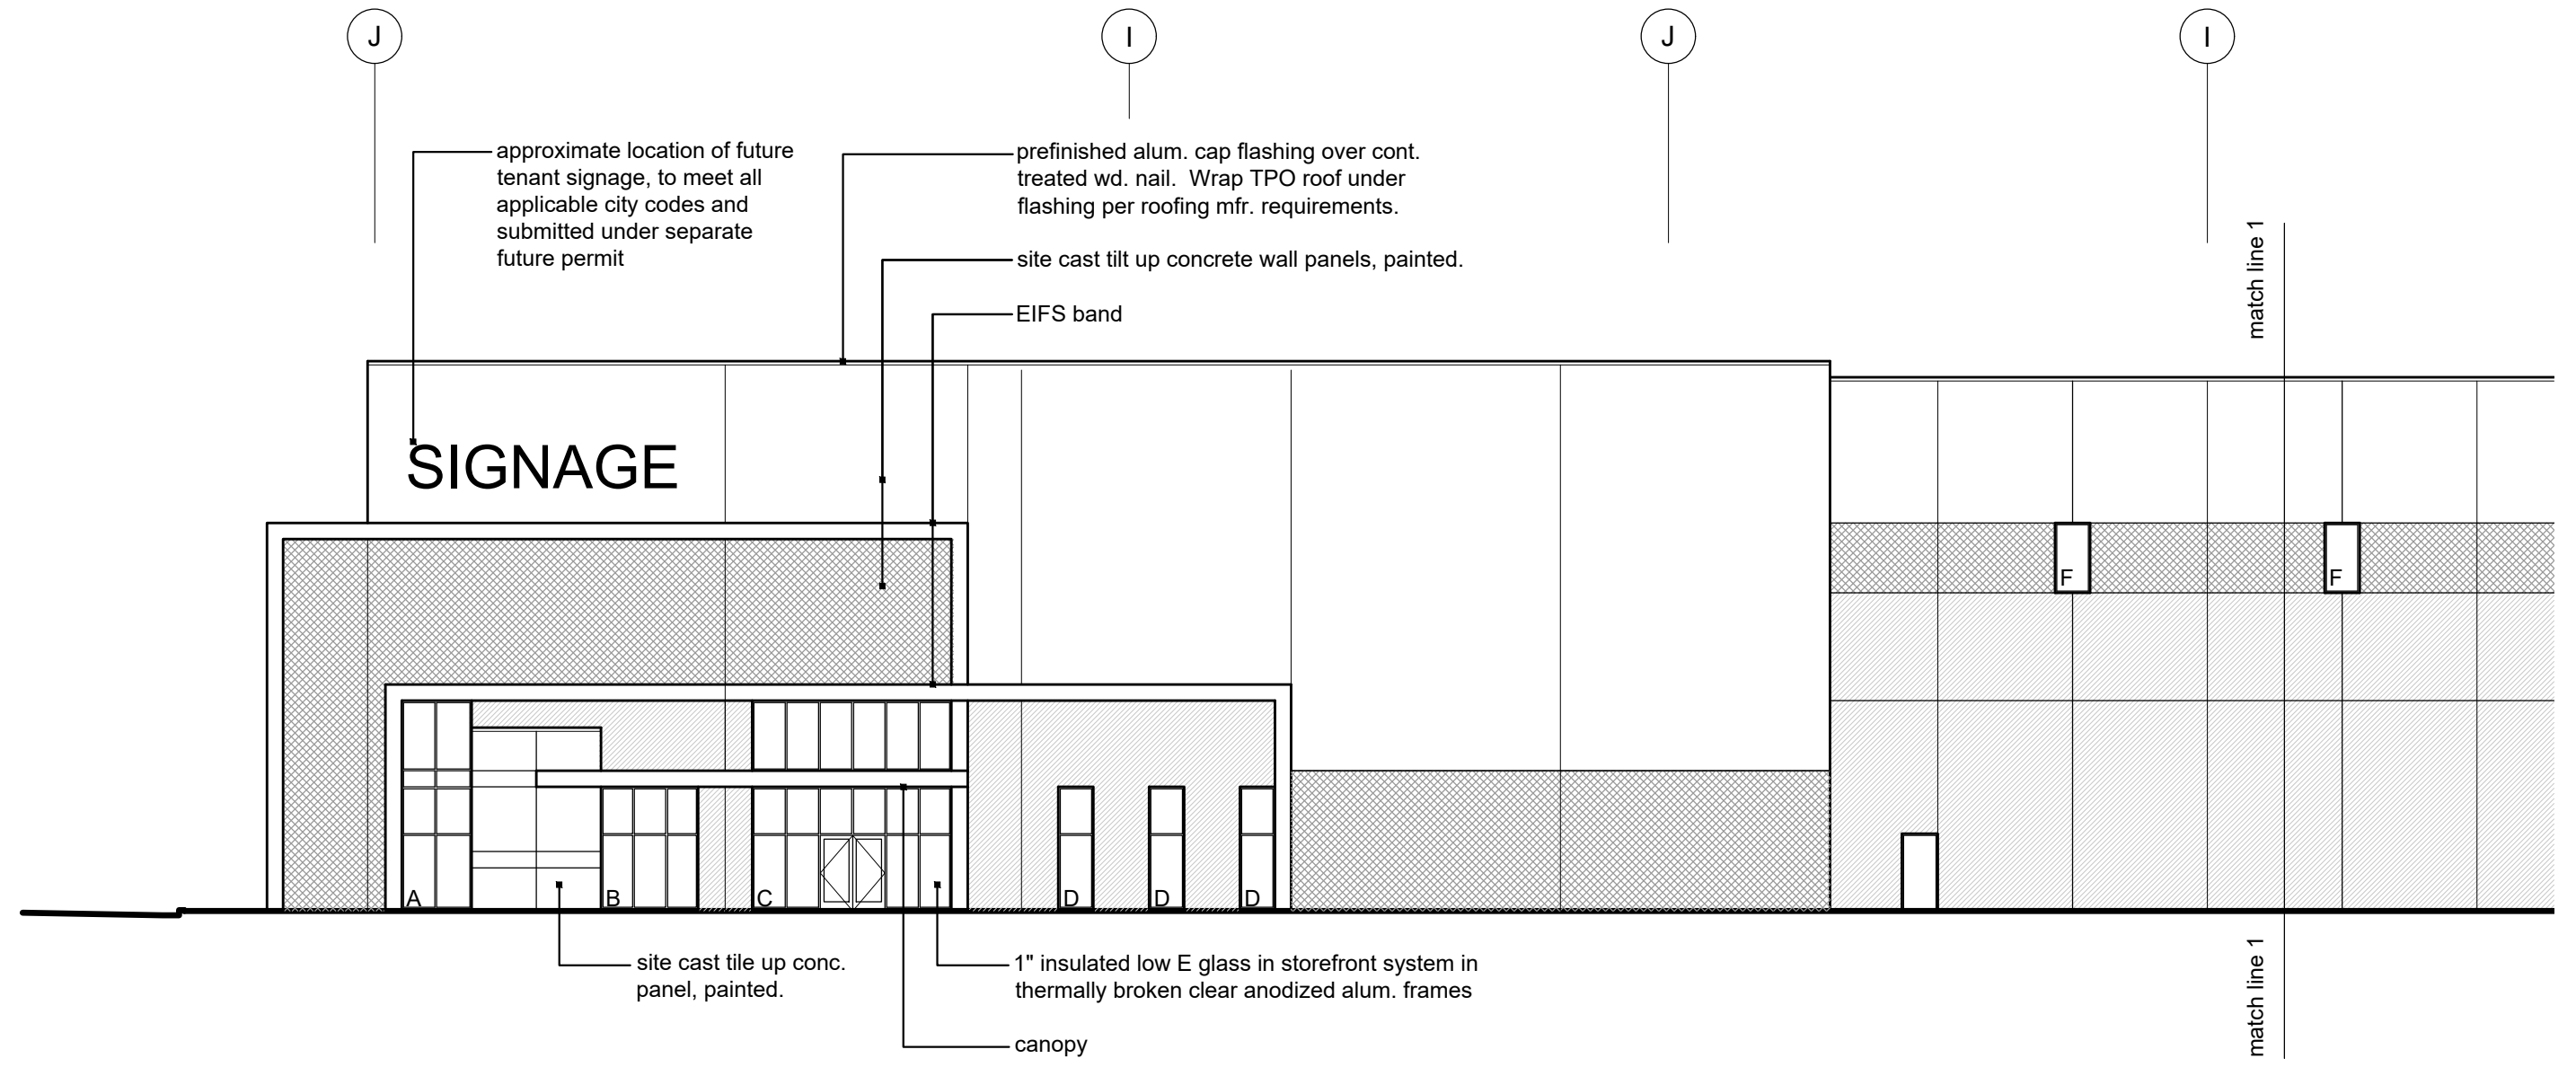 J
I
J
I
approximate location of future
tenant signage, to meet all
applicable city codes and
submitted under separate
future permit
prefinished alum. cap flashing over cont.
treated wd. nail.  Wrap TPO roof under
flashing per roofing mfr. requirements.
site cast tilt up concrete wall panels, painted.
EIFS band
match line 1
SIGNAGE
F
F
A
B
C
D
D
D
site cast tile up conc.
panel, painted.
1" insulated low E glass in storefront system in
thermally broken clear anodized alum. frames
canopy
match line 1